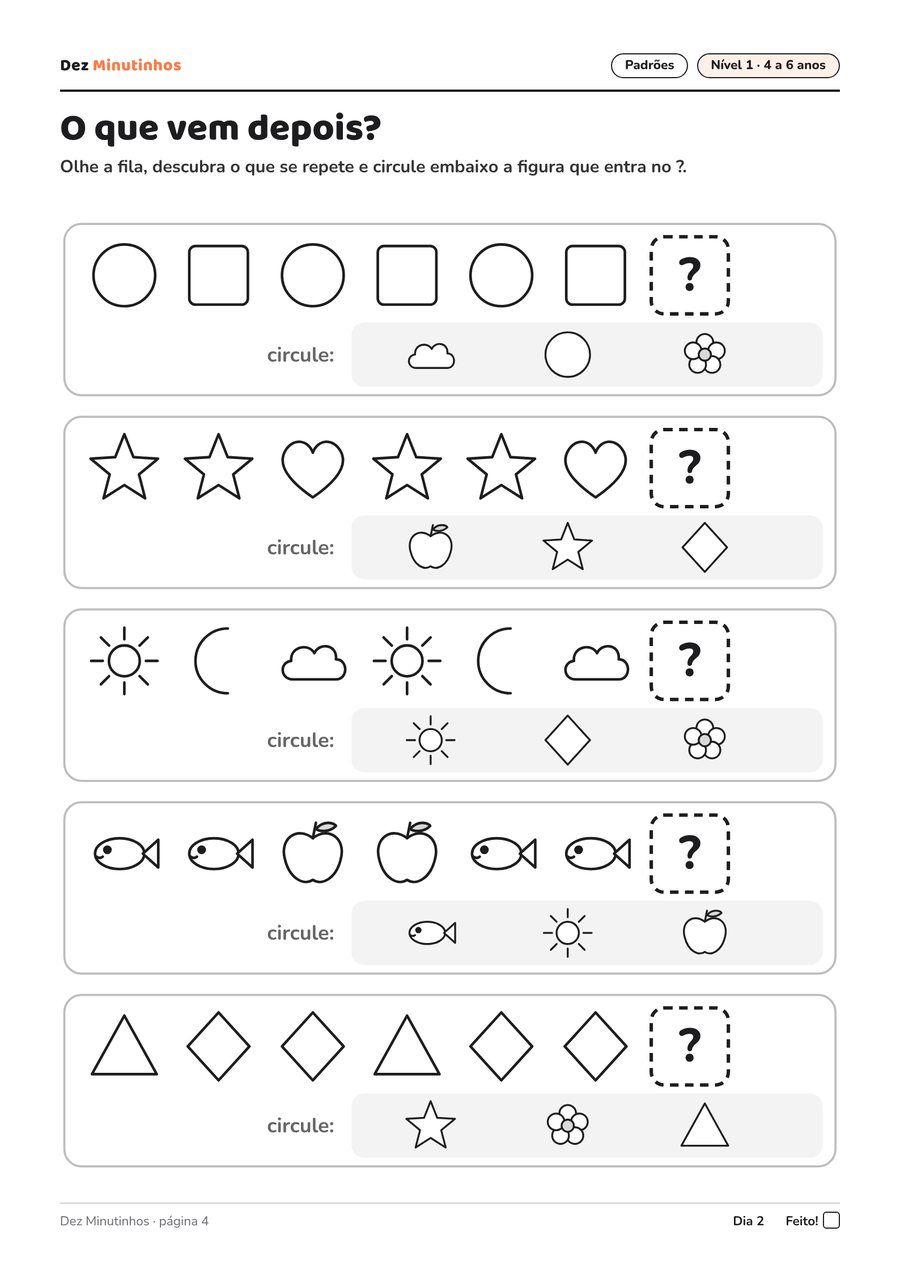 Dez Minutinhos
Padrões
Nível 1 · 4 a 6 anos
O que vem depois?
Olhe a fila, descubra o que se repete e circule embaixo a figura que entra no ?.
?
circule:
?
circule:
?
circule:
?
circule:
?
circule:
Dez Minutinhos · página 4
Dia 2
Feito!